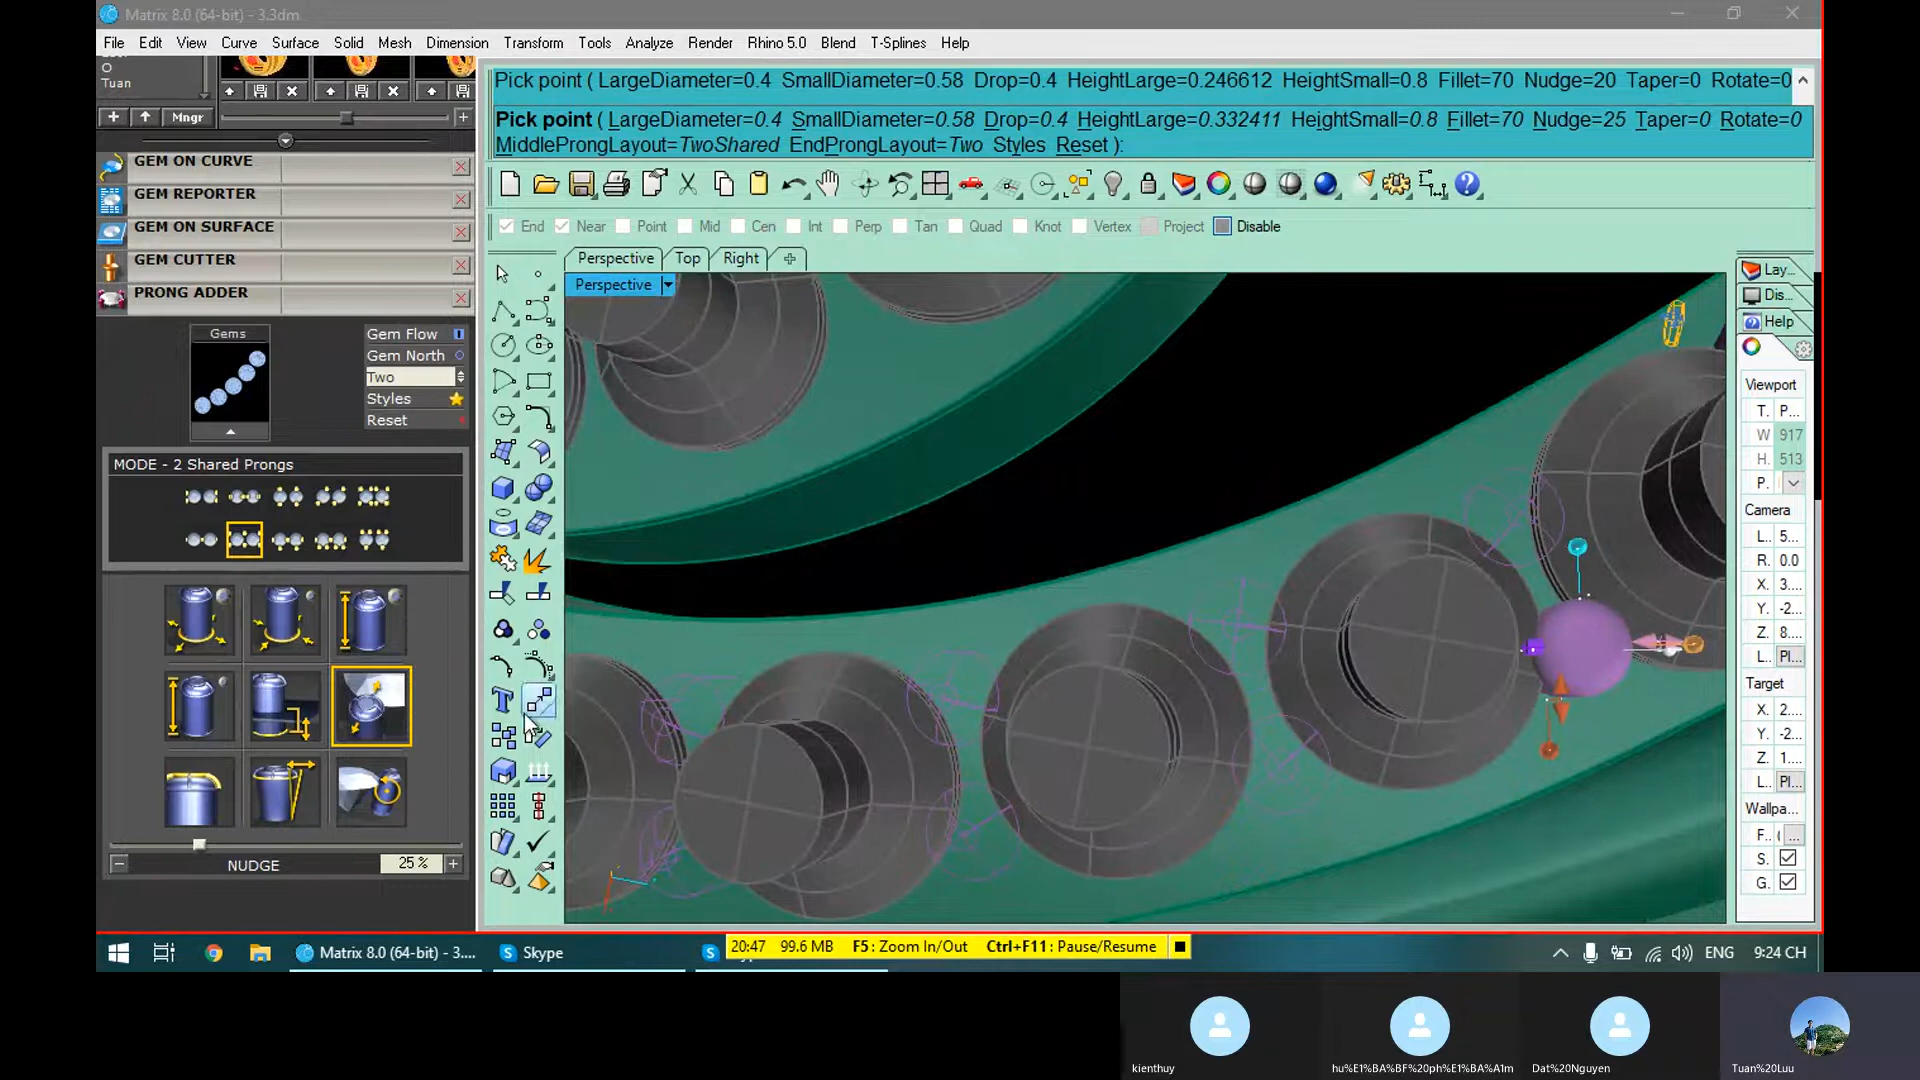 Matrix 8.0 (64-bit) - 3.3dm
File Edit View Curve Surface Solid Mesh Dimension Transform Tools Analyze Render Rhino 5.0 Blend T-Splines Help
O
Tuan
Mngr
GEM ON CURVE
GEM REPORTER
GEM ON SURFACE
GEM CUTTER
PRONG ADDER
Gems
Gem Flow
Gem North
Two
Styles
Reset
MODE - 2 Shared Prongs
NUDGE 25 %
Pick point ( LargeDiameter=0.4 SmallDiameter=0.58 Drop=0.4 HeightLarge=0.246612 HeightSmall=0.8 Fillet=70 Nudge=20 Taper=0 Rotate=0
Pick point ( LargeDiameter=0.4 SmallDiameter=0.58 Drop=0.4 HeightLarge=0.332411 HeightSmall=0.8 Fillet=70 Nudge=25 Taper=0 Rotate=0
MiddleProngLayout=TwoShared EndProngLayout=Two Styles Reset ):
End Near Point Mid Cen Int Perp Tan Quad Knot Vertex Project Disable
Perspective Top Right
Perspective
Lay...
Dis...
Help
Viewport
T. P...
W 917
H. 513
P.
Camera
L.. 5...
R. 0.0
X. 3....
Y. -2...
Z. 8....
L.. Pl...
Target
X. 2....
Y. -2...
Z. 1....
L.. Pl...
Wallpa...
F.. ( ...
S.
G.
Matrix 8.0 (64-bit) - 3....
Skype
20:47 99.6 MB F5: Zoom In/Out Ctrl+F11: Pause/Resume
ENG
9:24 CH
kienthuy
hu%E1%BA%BF%20ph%E1%BA%A1m
Dat%20Nguyen
Tuan%20Luu